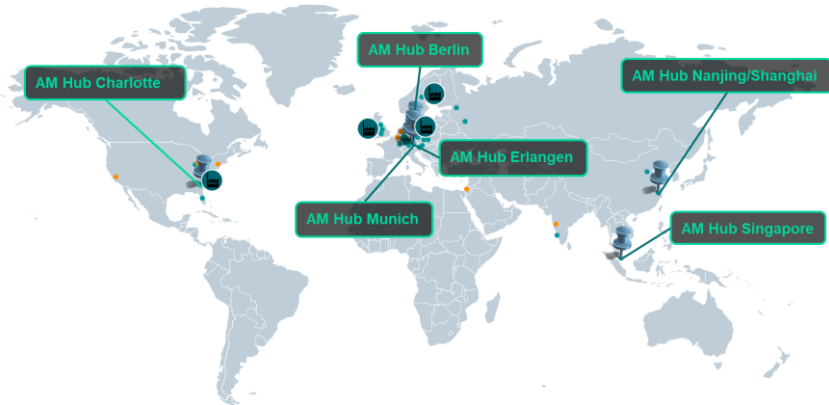 AM Hub Berlin
AM Hub Charlotte
AM Hub Nanjing/Shanghai
AM Hub Erlangen
AM Hub Munich
AM Hub Singapore